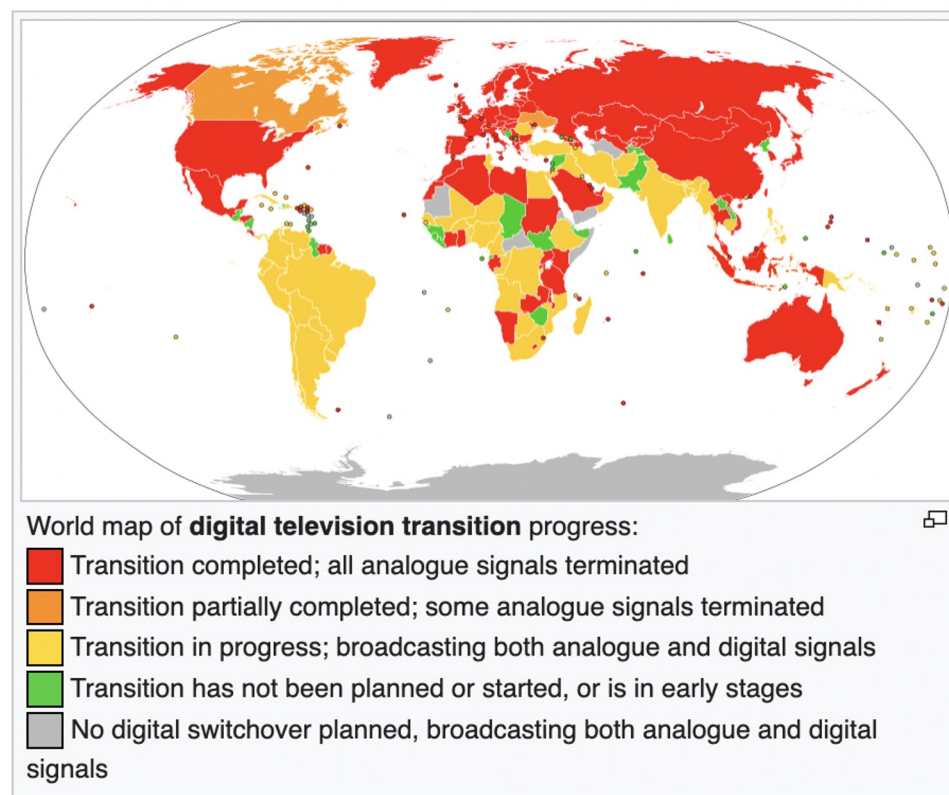 World map of digital television transition progress:
Transition completed; all analogue signals terminated
Transition partially completed; some analogue signals terminated
Transition in progress; broadcasting both analogue and digital signals
Transition has not been planned or started, or is in early stages
No digital switchover planned, broadcasting both analogue and digital
signals